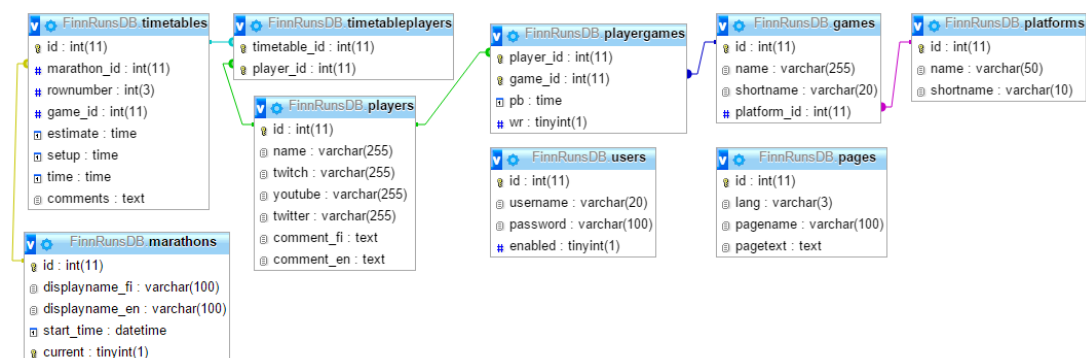 FinnRunsDB.timetables
id : int(11)
marathon_id : int(11)
rownumber : int(3)
game_id : int(11)
estimate : time
setup : time
time : time
comments : text
FinnRunsDB.timetableplayers
timetable_id : int(11)
player_id : int(11)
FinnRunsDB.players
id : int(11)
name : varchar(255)
twitch : varchar(255)
youtube : varchar(255)
twitter : varchar(255)
comment_fi : text
comment_en : text
FinnRunsDB.playergames
player_id : int(11)
game_id : int(11)
pb : time
wr : tinyint(1)
FinnRunsDB.games
id : int(11)
name : varchar(255)
shortname : varchar(20)
platform_id : int(11)
FinnRunsDB.platforms
id : int(11)
name : varchar(50)
shortname : varchar(10)
FinnRunsDB.users
id : int(11)
username : varchar(20)
password : varchar(100)
enabled : tinyint(1)
FinnRunsDB.pages
id : int(11)
lang : varchar(3)
pagename : varchar(100)
pagetext : text
FinnRunsDB.marathons
id : int(11)
displayname_fi : varchar(100)
displayname_en : varchar(100)
start_time : datetime
current : tinyint(1)